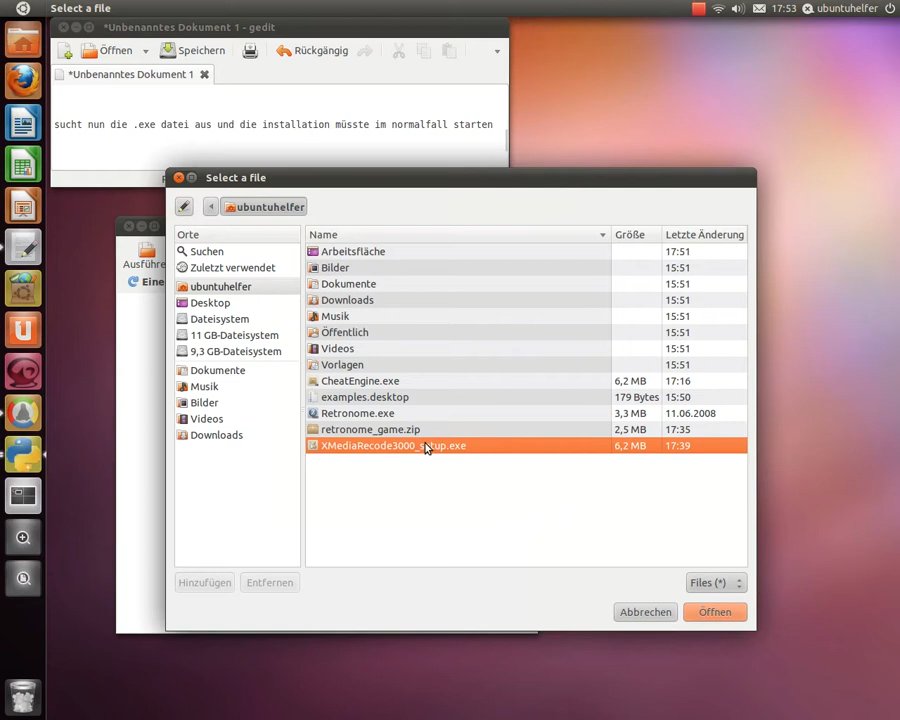 Select a file
17:53
ubuntuhelfer
*Unbenanntes Dokument 1 - gedit
Öffnen
Speichern
Rückgängig
*Unbenanntes Dokument 1
sucht nun die .exe datei aus und die installation müsste im normalfall starten
Select a file
ubuntuhelfer
Orte
Name
Größe
Letzte Änderung
Suchen
Zuletzt verwendet
ubuntuhelfer
Desktop
Dateisystem
11 GB-Dateisystem
9,3 GB-Dateisystem
Dokumente
Musik
Bilder
Videos
Downloads
Arbeitsfläche 17:51
Bilder 15:51
Dokumente 15:51
Downloads 15:51
Musik 15:51
Öffentlich 15:51
Videos 15:51
Vorlagen 15:51
CheatEngine.exe 6,2 MB 17:16
examples.desktop 179 Bytes 15:50
Retronome.exe 3,3 MB 11.06.2008
retronome_game.zip 2,5 MB 17:35
XMediaRecode3000_setup.exe 6,2 MB 17:39
Ausführe
Eine
Hinzufügen
Entfernen
Files (*)
Abbrechen
Öffnen